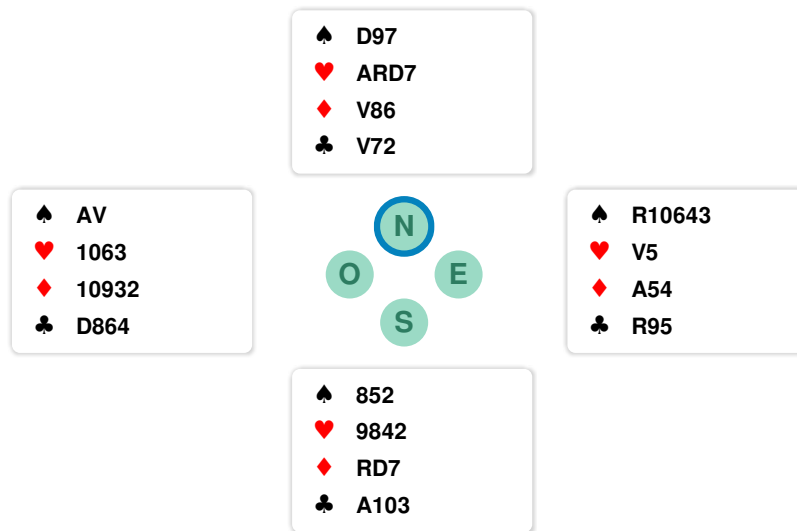 ♠ D97
♥ ARD7
♦ V86
♣ V72
♠ AV
♥ 1063
♦ 10932
♣ D864
N
O
E
S
♠ R10643
♥ V5
♦ A54
♣ R95
♠ 852
♥ 9842
♦ RD7
♣ A103